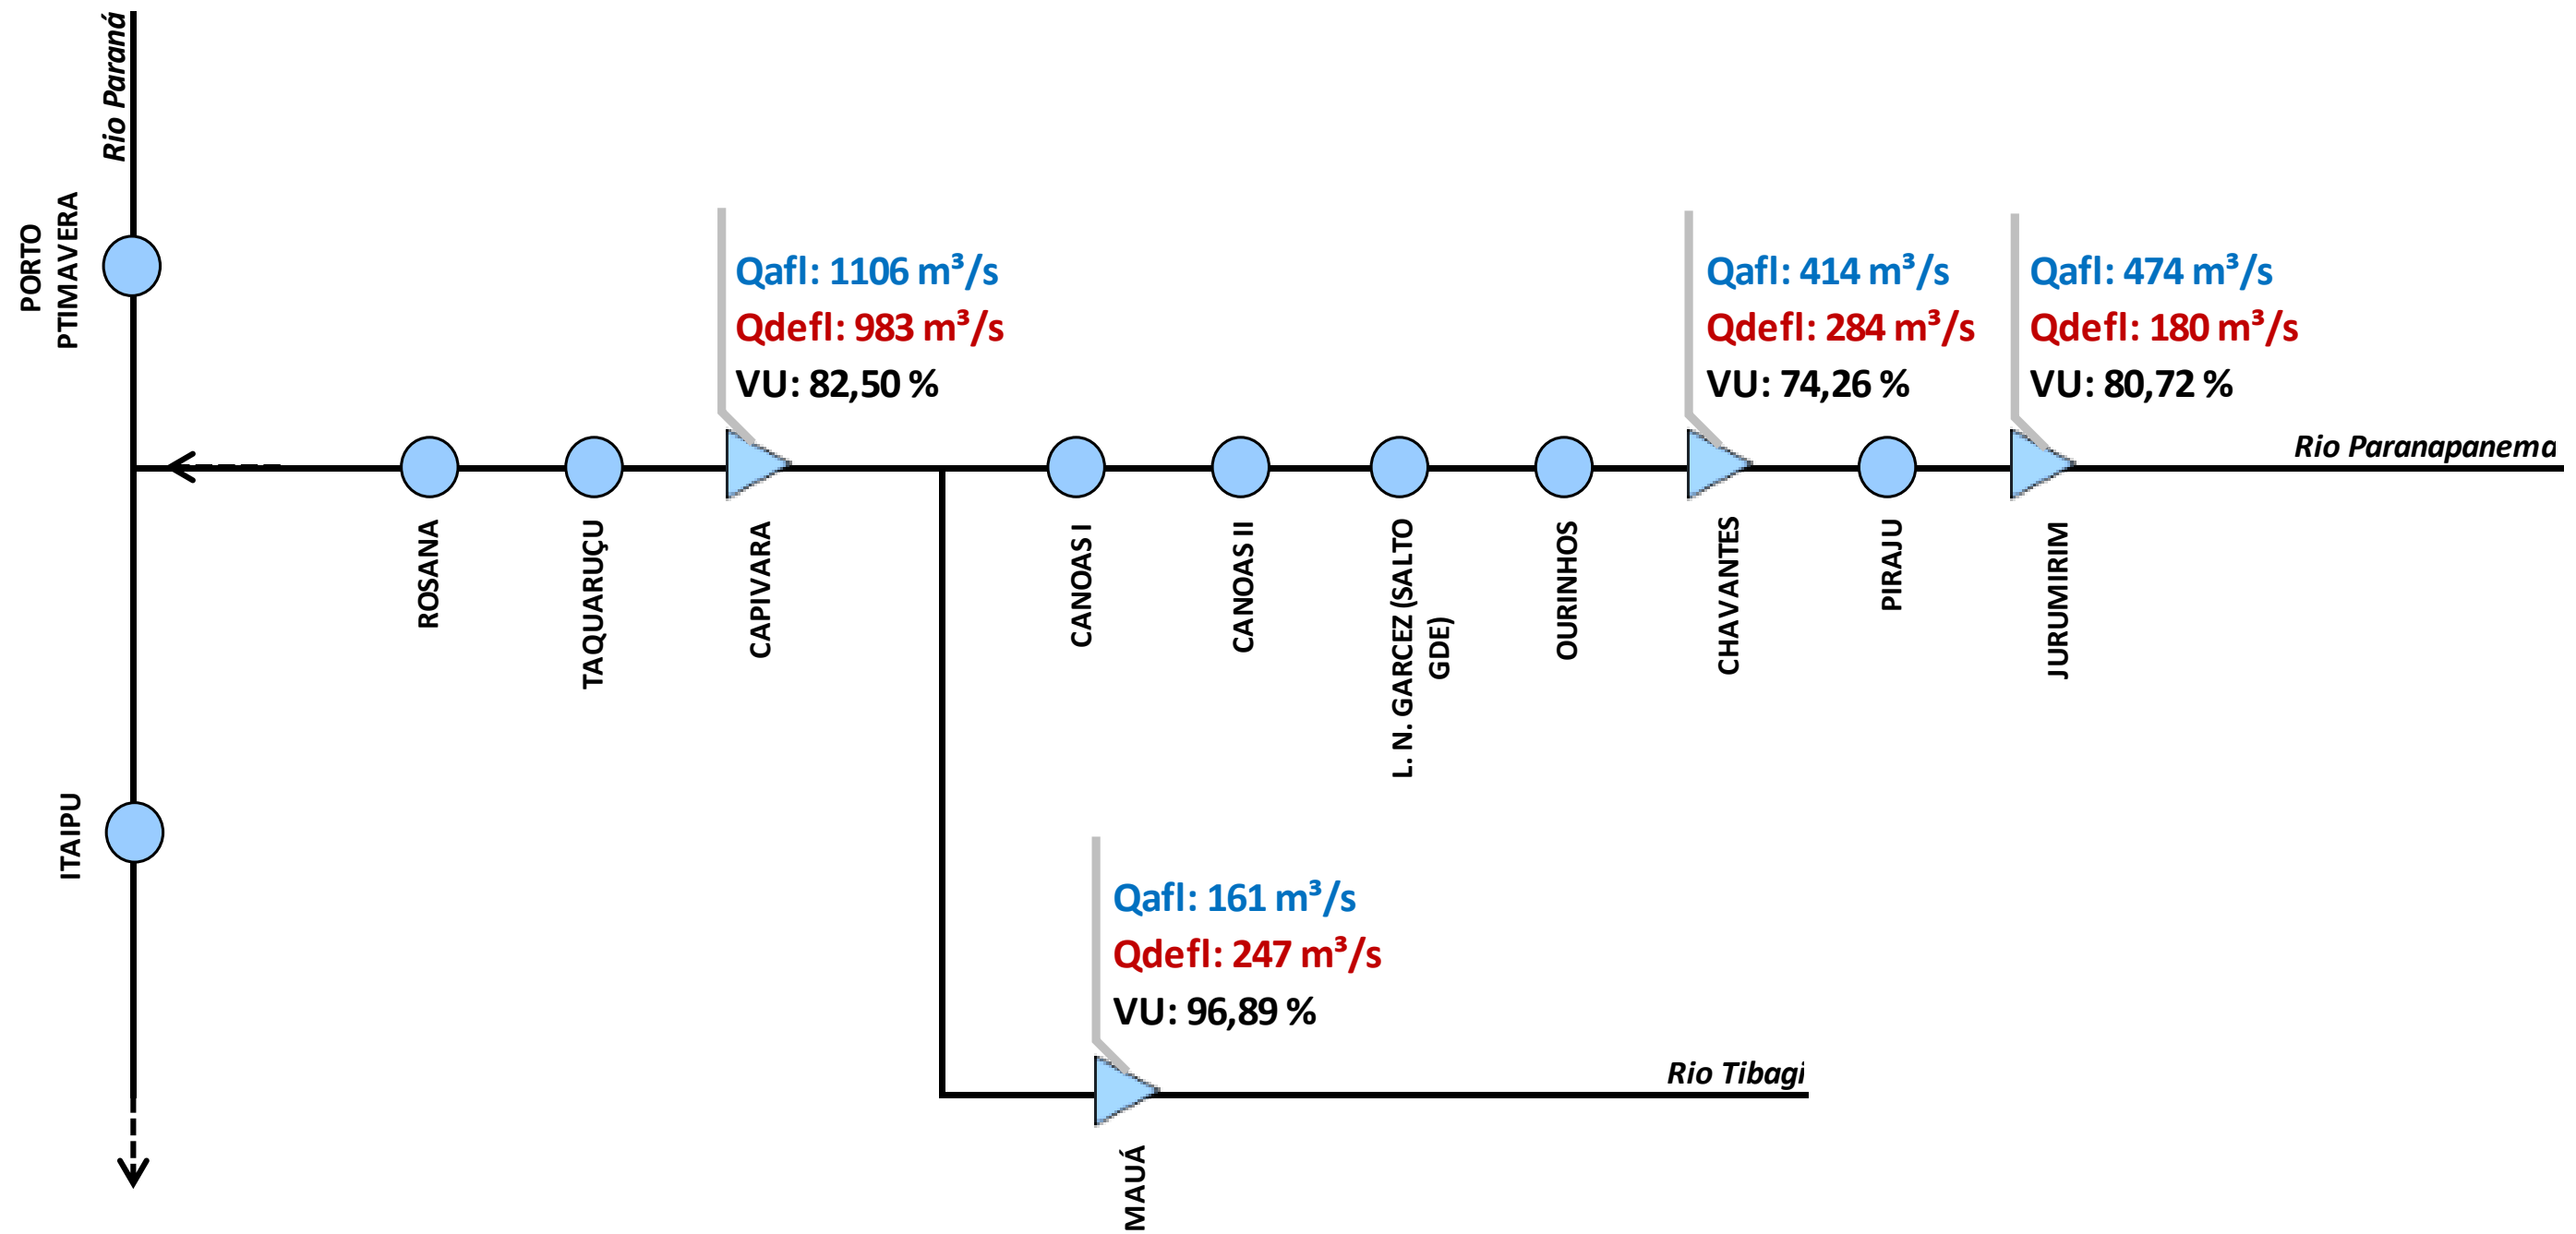 Rio Paraná
PORTO
PTIMAVERA
Qafl: 1106 m³/s
Qdefl: 983 m³/s
VU: 82,50 %
Qafl: 414 m³/s
Qdefl: 284 m³/s
VU: 74,26 %
Qafl: 474 m³/s
Qdefl: 180 m³/s
VU: 80,72 %
Rio Paranapanema
ROSANA
TAQUARUÇU
CAPIVARA
CANOAS I
CANOAS II
L. N. GARCEZ (SALTO
GDE)
OURINHOS
CHAVANTES
PIRAJU
JURUMIRIM
ITAIPU
Qafl: 161 m³/s
Qdefl: 247 m³/s
VU: 96,89 %
Rio Tibagi
MAUÁ